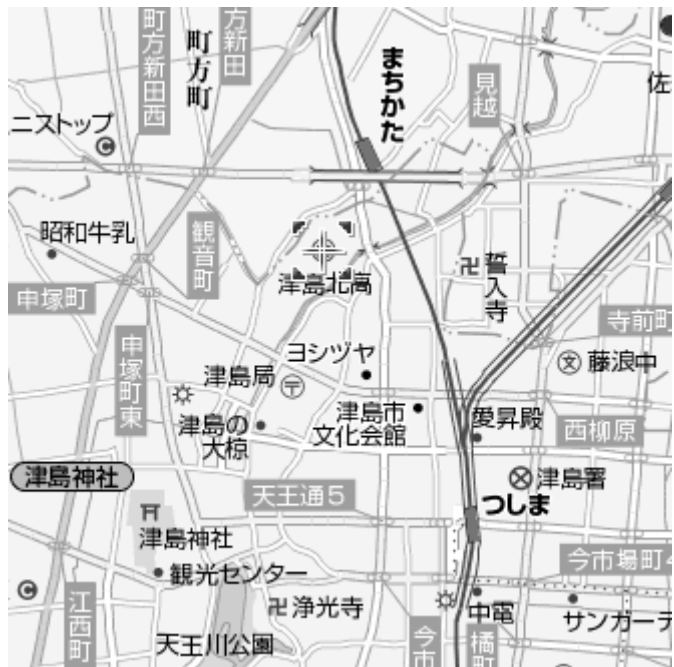 町方新田
町方新田西
町方町
まちかた
見越
佐
ニストップ
昭和牛乳
観音町
津島北高
誓入寺
申塚町
寺前町
申塚町東
ヨシヅヤ
津島局
藤浪中
津島の
大椋
津島市
文化会館
愛昇殿
西柳原
津島神社
天王通5
津島署
つしま
津島神社
今市場町4
観光センター
江西町
浄光寺
中電
サンガーデ
天王川公園
今市
橘町